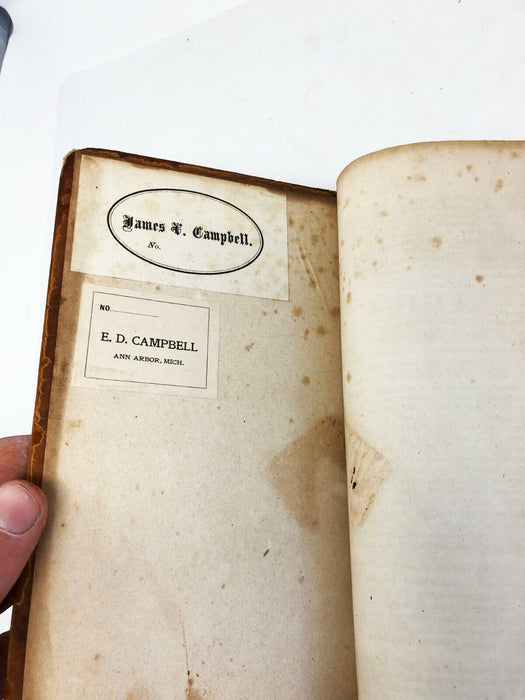 James V. Campbell.
No.
NO
E. D. CAMPBELL
ANN ARBOR, MICH.